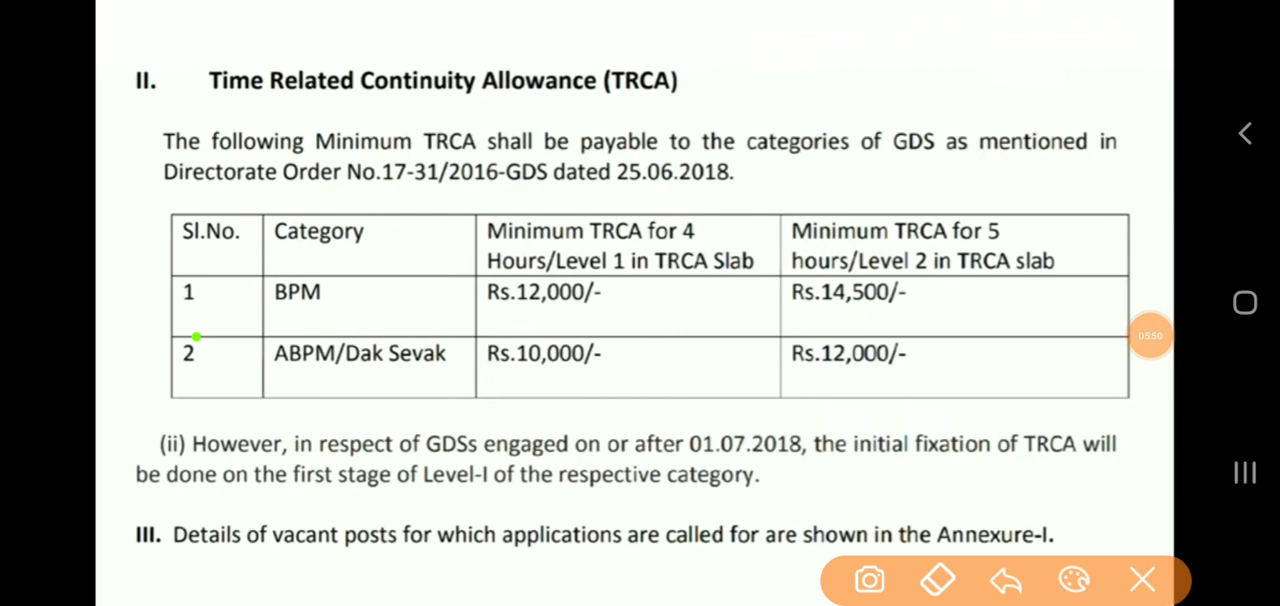 II. Time Related Continuity Allowance (TRCA)
The following Minimum TRCA shall be payable to the categories of GDS as mentioned in
Directorate Order No.17-31/2016-GDS dated 25.06.2018.
Sl.No. Category Minimum TRCA for 4 Hours/Level 1 in TRCA Slab Minimum TRCA for 5 hours/Level 2 in TRCA slab
1 BPM Rs.12,000/- Rs.14,500/-
2 ABPM/Dak Sevak Rs.10,000/- Rs.12,000/-
05:50
(ii) However, in respect of GDSs engaged on or after 01.07.2018, the initial fixation of TRCA will
be done on the first stage of Level-I of the respective category.
III. Details of vacant posts for which applications are called for are shown in the Annexure-I.